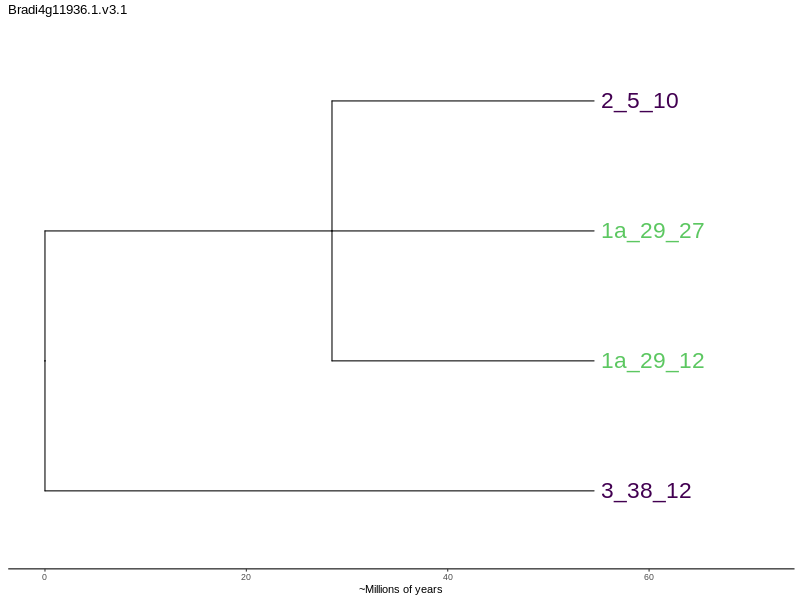 Bradi4g11936.1.v3.1
2_5_10
1a_29_27
1a_29_12
3_38_12
0 20 40 60
~Millions of years